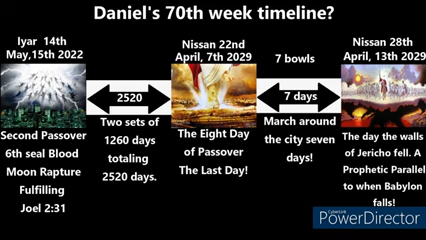 Daniel's 70th week timeline?
Iyar 14th
May,15th 2022
Second Passover
6th seal Blood
Moon Rapture
Fulfilling
Joel 2:31
2520
Two sets of
1260 days
totaling
2520 days.
Nissan 22nd
April, 7th 2029
The Eight Day
of Passover
The Last Day!
7 bowls
7 days
March around
the city seven
days!
Nissan 28th
April, 13th 2029
The day the walls
of Jericho fell. A
Prophetic Parallel
to when Babylon
falls!
CyberLink
PowerDirector